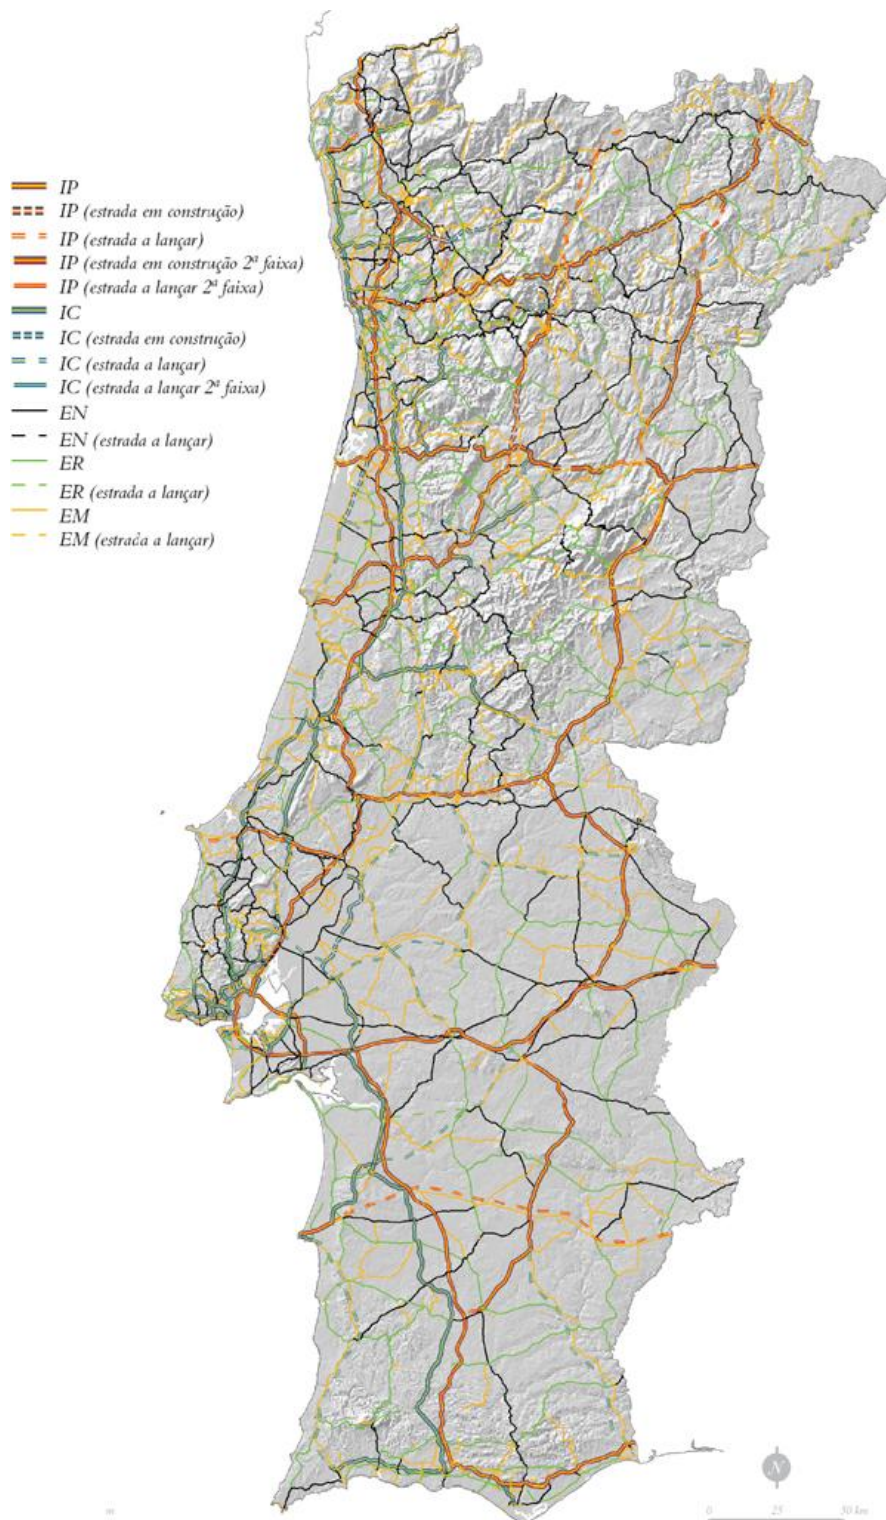 IP
IP (estrada em construção)
IP (estrada a lançar)
IP (estrada em construção 2ª faixa)
IP (estrada a lançar 2ª faixa)
IC
IC (estrada em construção)
IC (estrada a lançar)
IC (estrada a lançar 2ª faixa)
EN
EN (estrada a lançar)
ER
ER (estrada a lançar)
EM
EM (estrada a lançar)
N
m
0 25 50 km